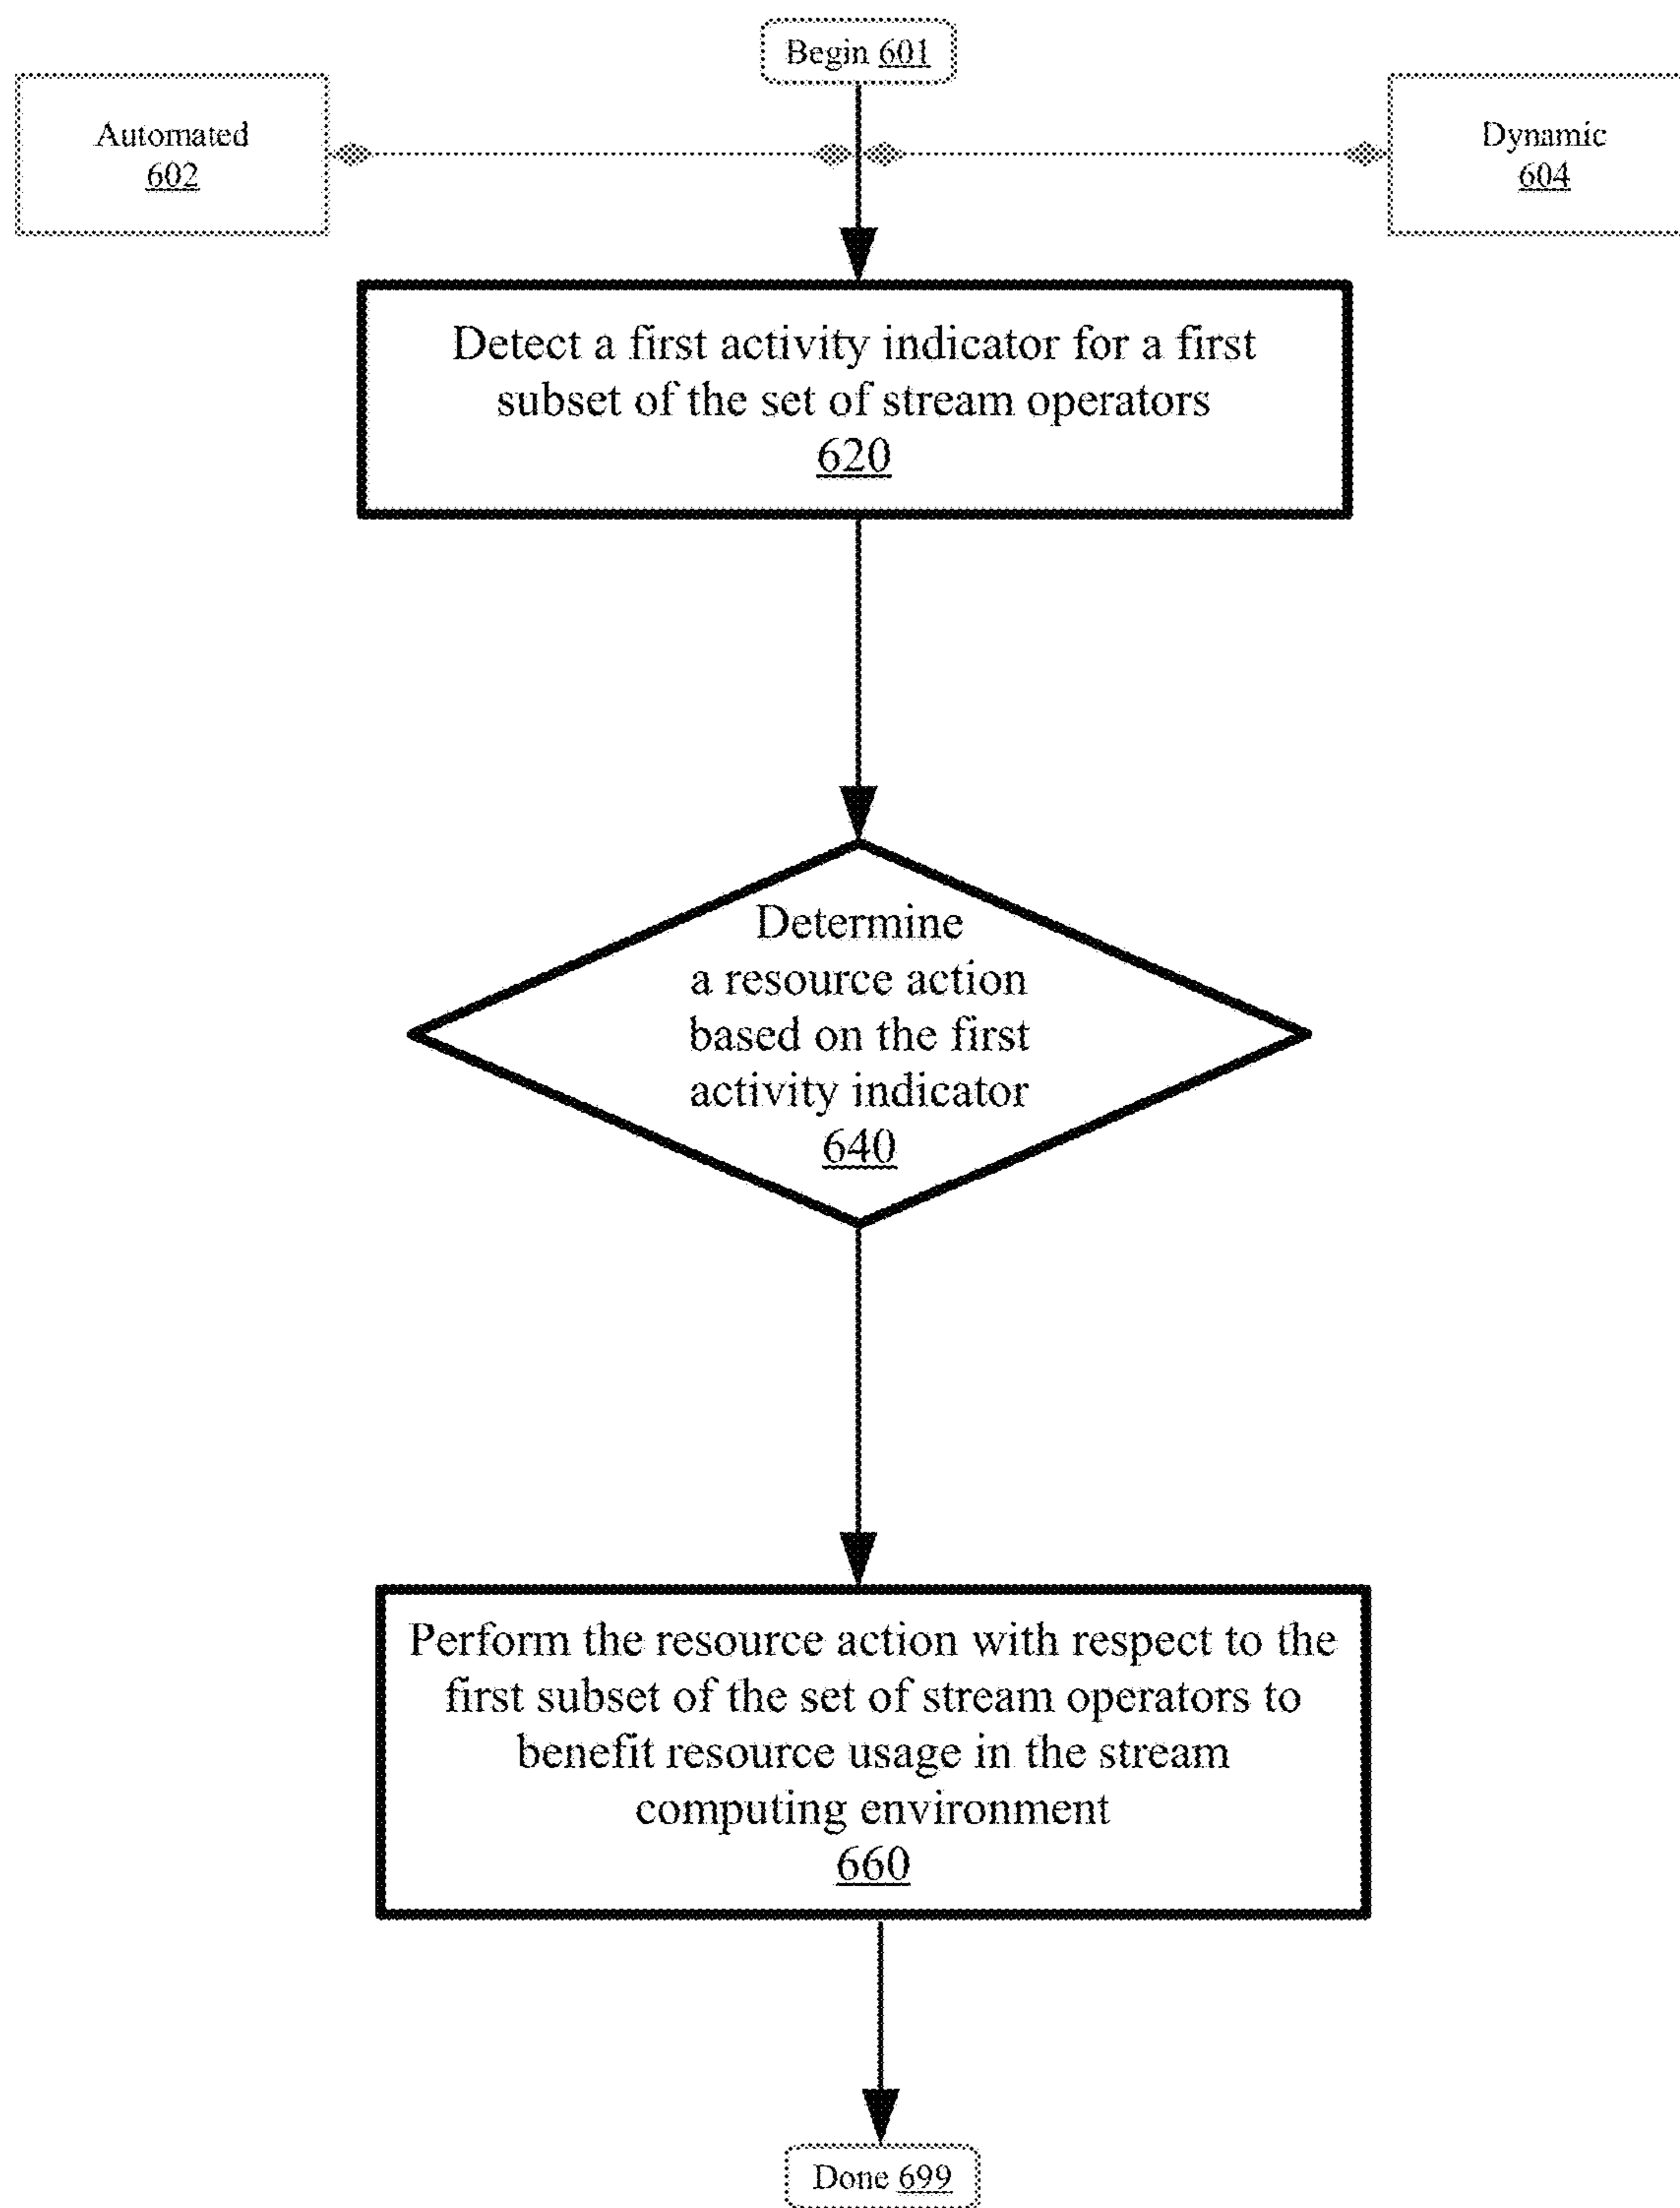 Begin 601
Automated
602
Dynamic
604
Detect a first activity indicator for a first
subset of the set of stream operators
620
Determine
a resource action
based on the first
activity indicator
640
Perform the resource action with respect to the
first subset of the set of stream operators to
benefit resource usage in the stream
computing environment
660
Done 699